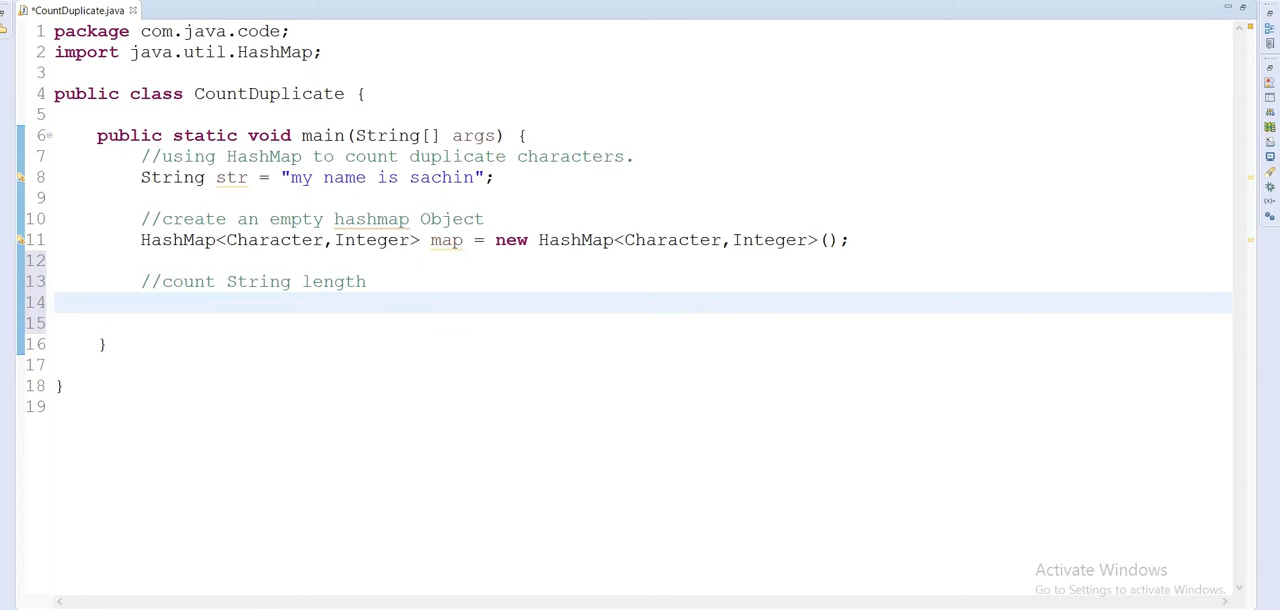 *CountDuplicate.java
1 package com.java.code;
2 import java.util.HashMap;
3
4 public class CountDuplicate {
5
6 public static void main(String[] args) {
7 //using HashMap to count duplicate characters.
8 String str = "my name is sachin";
9
10 //create an empty hashmap Object
11 HashMap<Character,Integer> map = new HashMap<Character,Integer>();
12
13 //count String length
14
15
16 }
17
18 }
19
Activate Windows
Go to Settings to activate Windows.